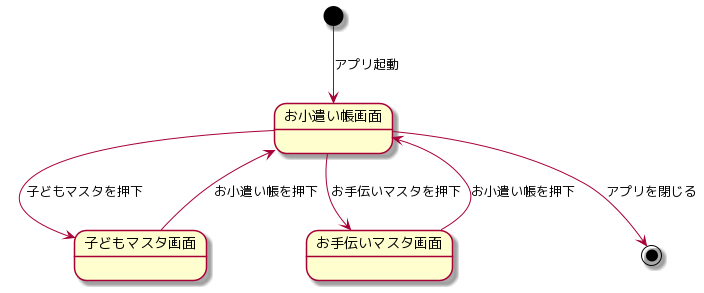 アプリ起動
お小遣い帳画面
子どもマスタを押下
お小遣い帳を押下
お手伝いマスタを押下
お小遣い帳を押下
アプリを閉じる
子どもマスタ画面
お手伝いマスタ画面